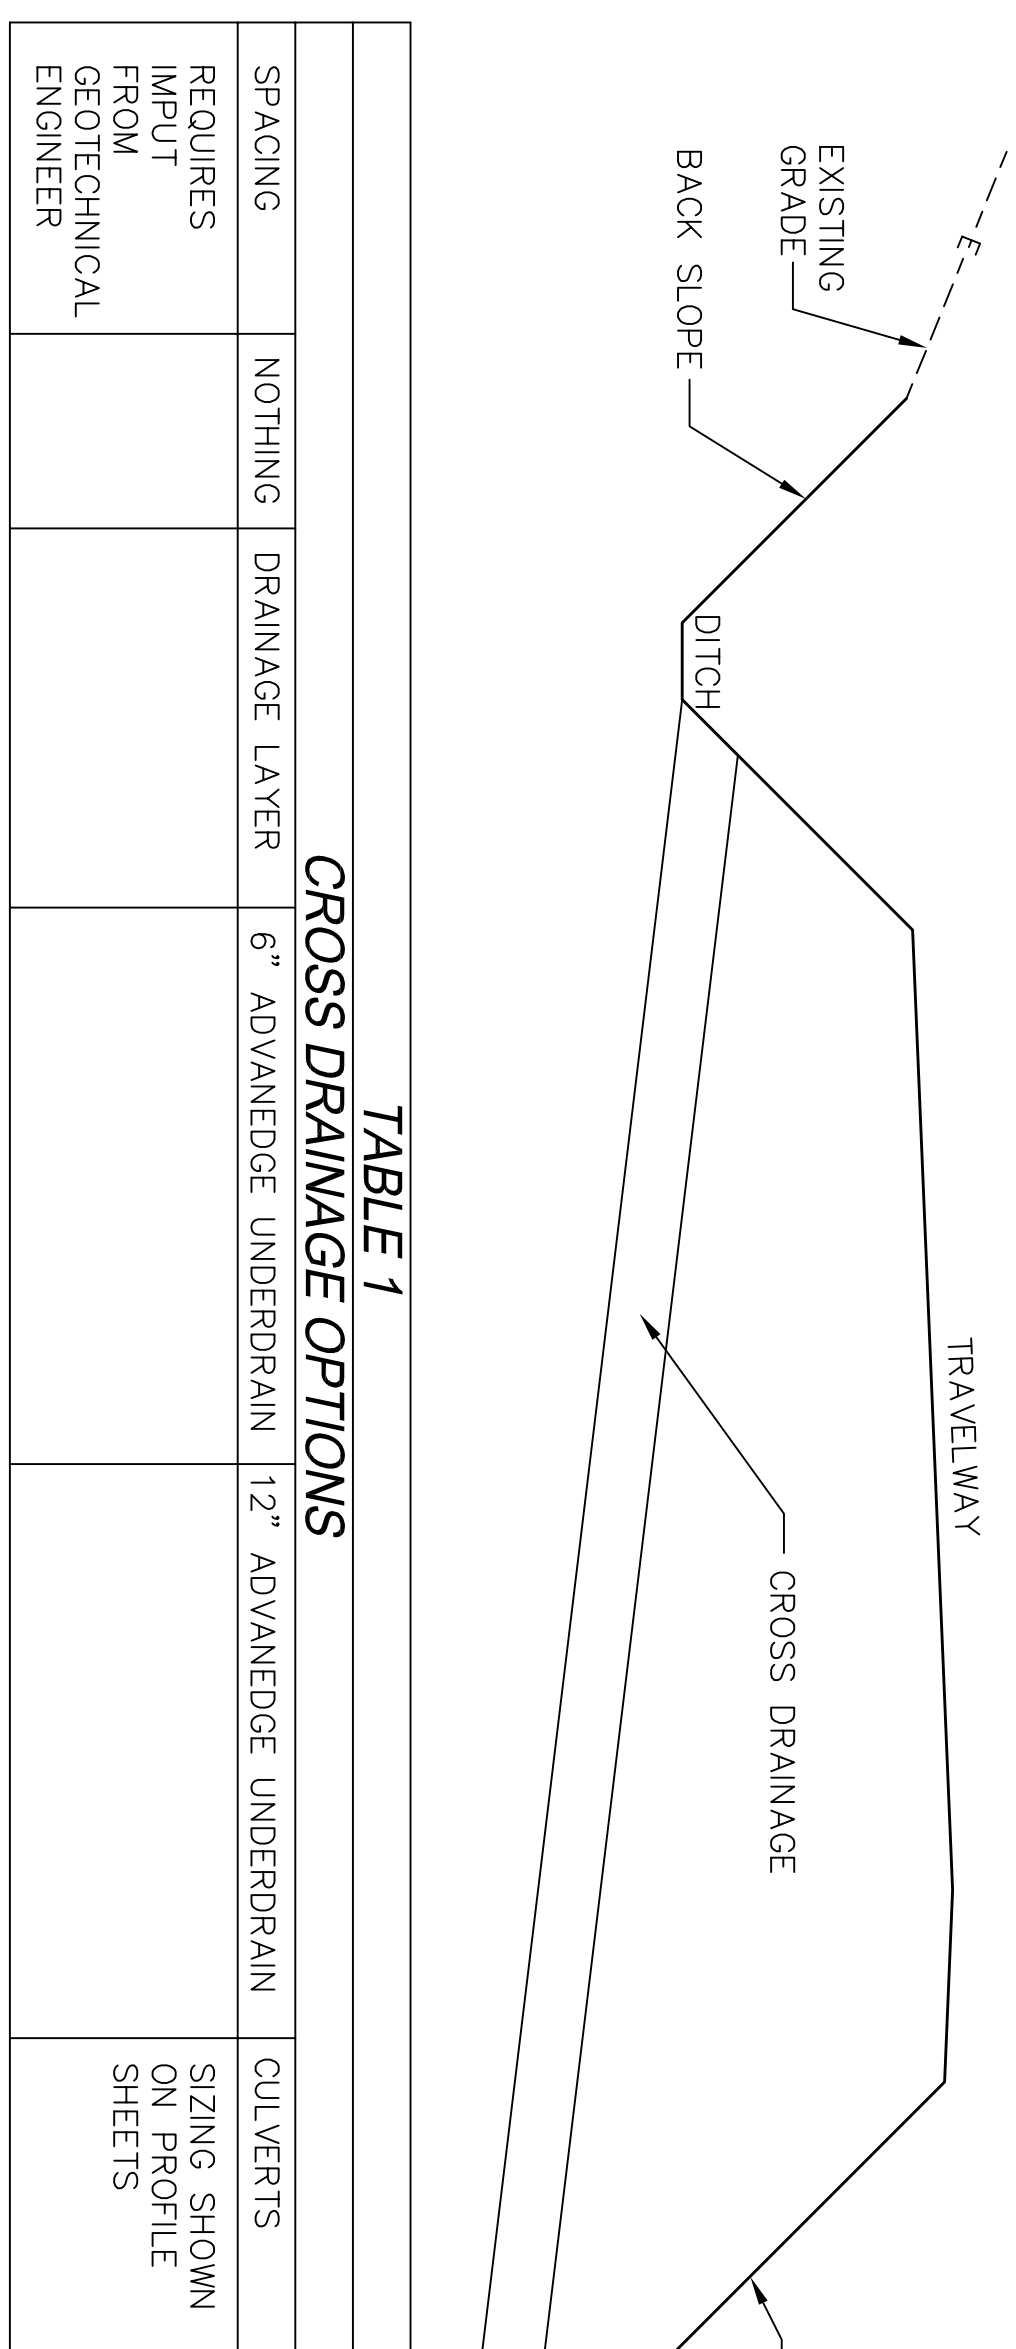 E
EXISTING
GRADE
TRAVELWAY
DITCH
BACK SLOPE
CROSS DRAINAGE
TABLE 1
CROSS DRAINAGE OPTIONS
SPACING
NOTHING
DRAINAGE LAYER
6” ADVANEDGE UNDERDRAIN
12” ADVANEDGE UNDERDRAIN
CULVERTS
REQUIRES
IMPUT
FROM
GEOTECHNICAL
ENGINEER
SIZING SHOWN
ON PROFILE
SHEETS